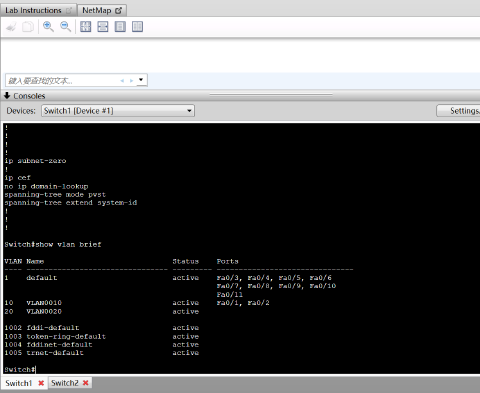 Lab Instructions
NetMap
键入要查找的文本...
Consoles
Devices: Switch1 [Device #1]
Settings.
!
!
!
!
ip subnet-zero
!
ip cef
no ip domain-lookup
spanning-tree mode pvst
spanning-tree extend system-id
!
!
!
Switch#show vlan brief
VLAN Name Status Ports
---- -------------------------------- --------- -------------------------------
1 default active Fa0/3, Fa0/4, Fa0/5, Fa0/6
Fa0/7, Fa0/8, Fa0/9, Fa0/10
Fa0/11
10 VLAN0010 active Fa0/1, Fa0/2
20 VLAN0020 active
1002 fddi-default active
1003 token-ring-default active
1004 fddinet-default active
1005 trnet-default active
Switch#
Switch1
Switch2